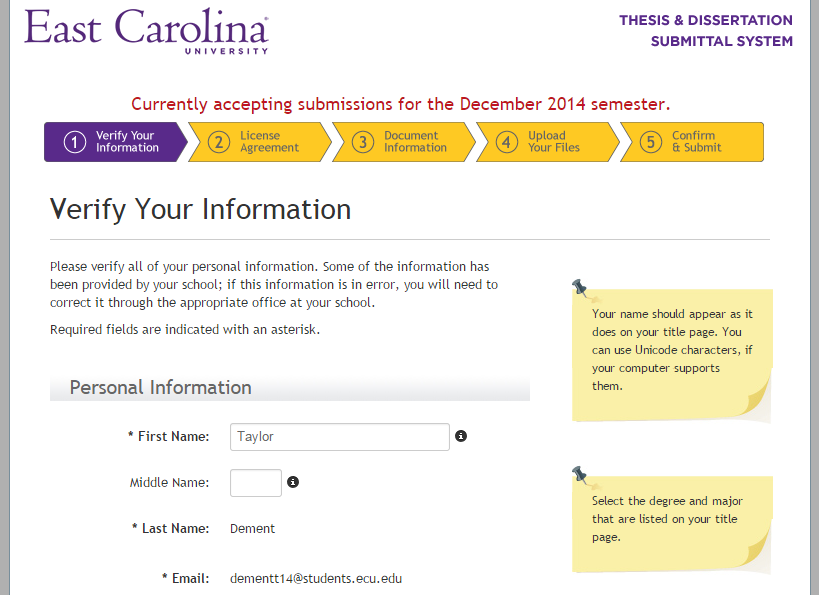 East Carolina
UNIVERSITY
THESIS & DISSERTATION
SUBMITTAL SYSTEM
Currently accepting submissions for the December 2014 semester.
1 Verify Your
Information
2 License
Agreement
3 Document
Information
4 Upload
Your Files
5 Confirm
& Submit
Verify Your Information
Please verify all of your personal information. Some of the information has
been provided by your school; if this information is in error, you will need to
correct it through the appropriate office at your school.
Required fields are indicated with an asterisk.
Your name should appear as it
does on your title page. You
can use Unicode characters, if
your computer supports
them.
Personal Information
* First Name: Taylor
Middle Name:
* Last Name: Dement
* Email: dementt14@students.ecu.edu
Select the degree and major
that are listed on your title
page.